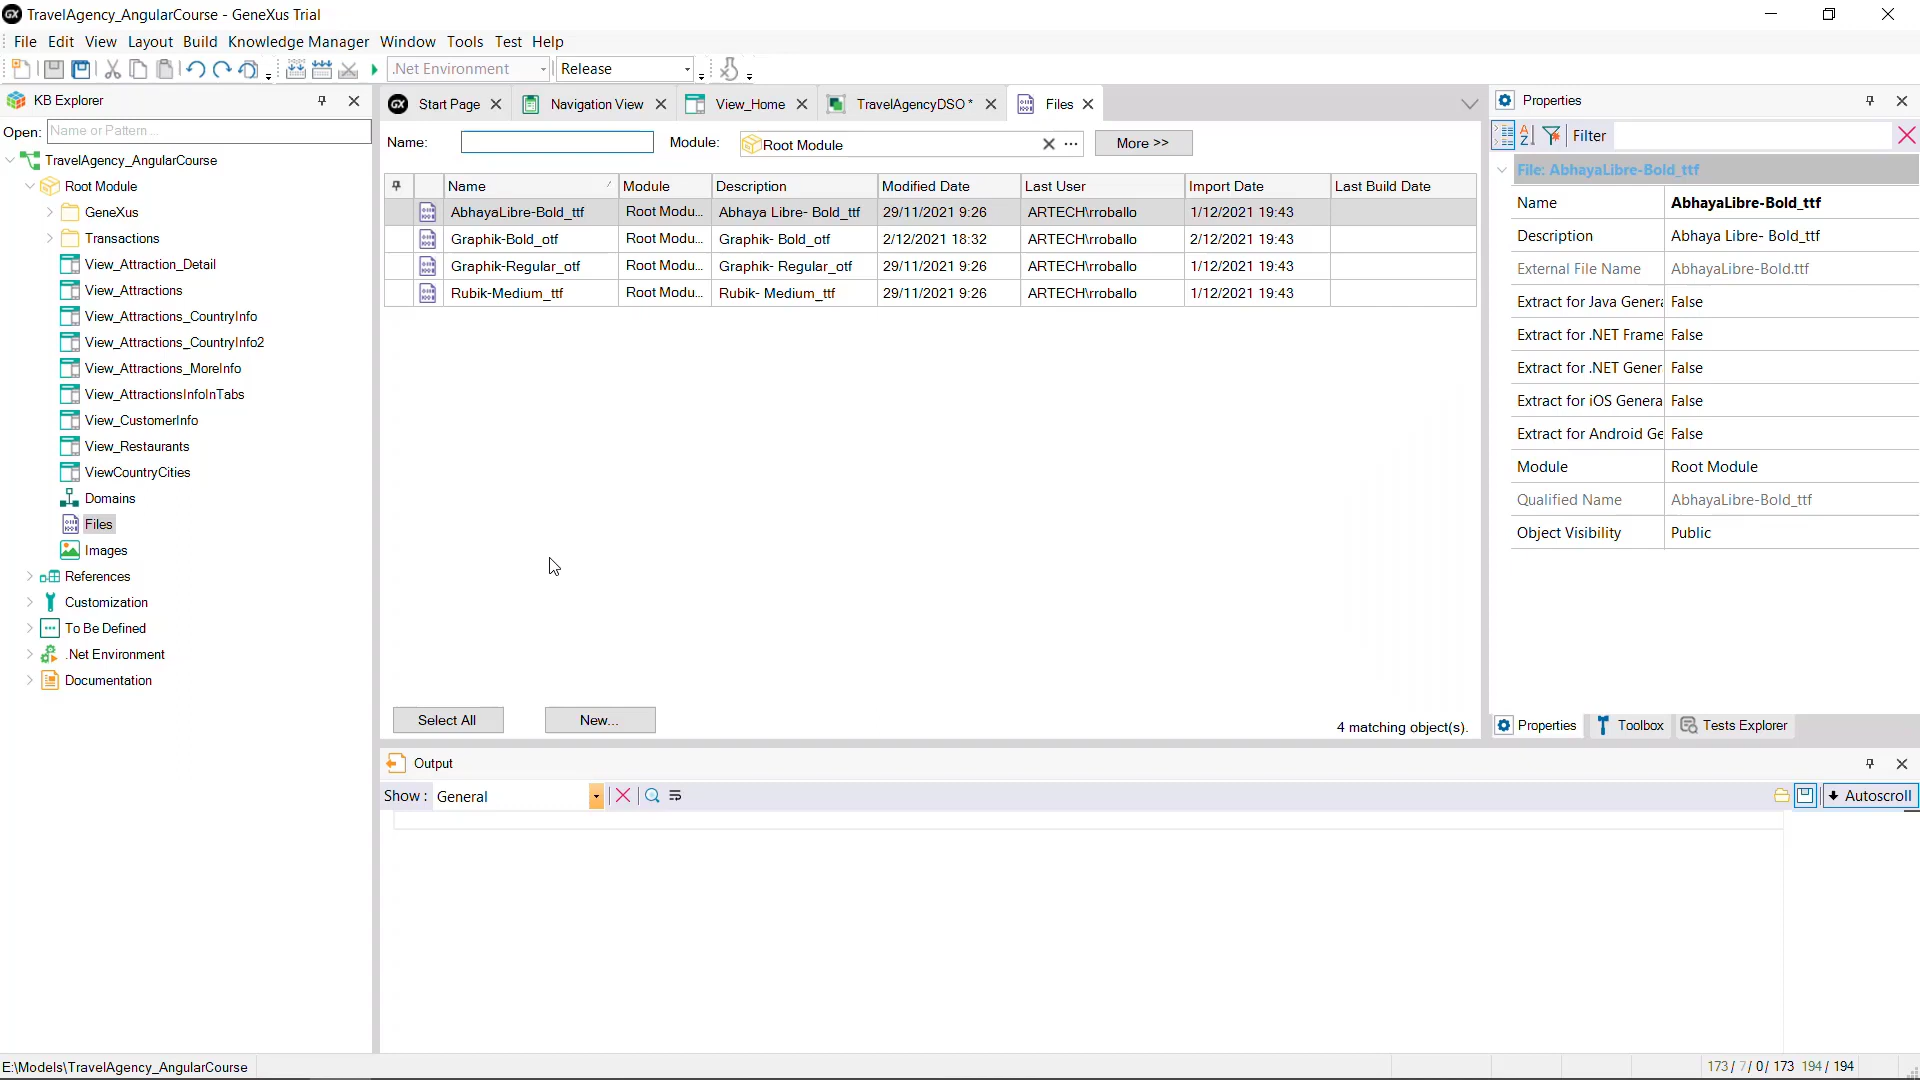 TravelAgency_AngularCourse - GeneXus Trial
File Edit View Layout Build Knowledge Manager Window Tools Test Help
.Net Environment Release
KB Explorer
Open: Name or Pattern ...
TravelAgency_AngularCourse
Root Module
GeneXus
Transactions
View_Attraction_Detail
View_Attractions
View_Attractions_CountryInfo
View_Attractions_CountryInfo2
View_Attractions_MoreInfo
View_AttractionsInfoInTabs
View_CustomerInfo
View_Restaurants
ViewCountryCities
Domains
Files
Images
References
Customization
To Be Defined
.Net Environment
Documentation
Start Page Navigation View View_Home TravelAgencyDSO * Files
Name: Module: Root Module More >>
Name Module Description Modified Date Last User Import Date Last Build Date
AbhayaLibre-Bold_ttf Root Modu... Abhaya Libre- Bold_ttf 29/11/2021 9:26 ARTECH\rroballo 1/12/2021 19:43
Graphik-Bold_otf Root Modu... Graphik- Bold_otf 2/12/2021 18:32 ARTECH\rroballo 2/12/2021 19:43
Graphik-Regular_otf Root Modu... Graphik- Regular_otf 29/11/2021 9:26 ARTECH\rroballo 1/12/2021 19:43
Rubik-Medium_ttf Root Modu... Rubik- Medium_ttf 29/11/2021 9:26 ARTECH\rroballo 1/12/2021 19:43
Select All New... 4 matching object(s).
Properties
Filter
File: AbhayaLibre-Bold_ttf
Name AbhayaLibre-Bold_ttf
Description Abhaya Libre- Bold_ttf
External File Name AbhayaLibre-Bold.ttf
Extract for Java Genera False
Extract for .NET Frame False
Extract for .NET Gener False
Extract for iOS Genera False
Extract for Android Ge False
Module Root Module
Qualified Name AbhayaLibre-Bold_ttf
Object Visibility Public
Properties Toolbox Tests Explorer
Output
Show : General Autoscroll
E:\Models\TravelAgency_AngularCourse 173/ 7/ 0/ 173 194 / 194